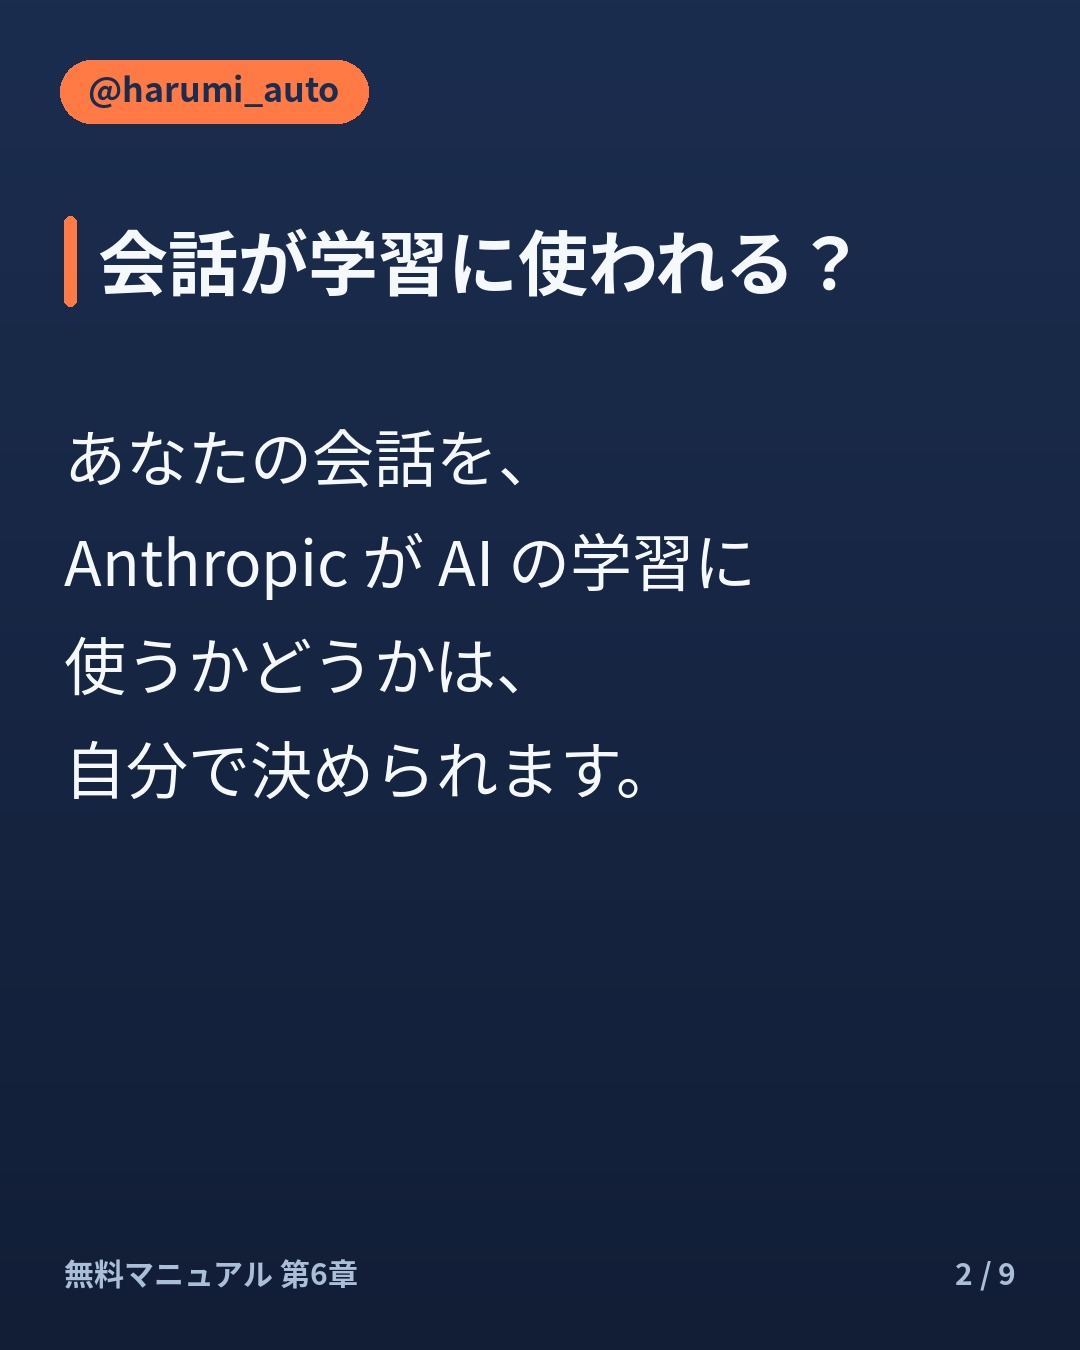 @harumi_auto
会話が学習に使われる？
あなたの会話を、
Anthropic が AI の学習に
使うかどうかは、
自分で決められます。
無料マニュアル 第6章
2 / 9